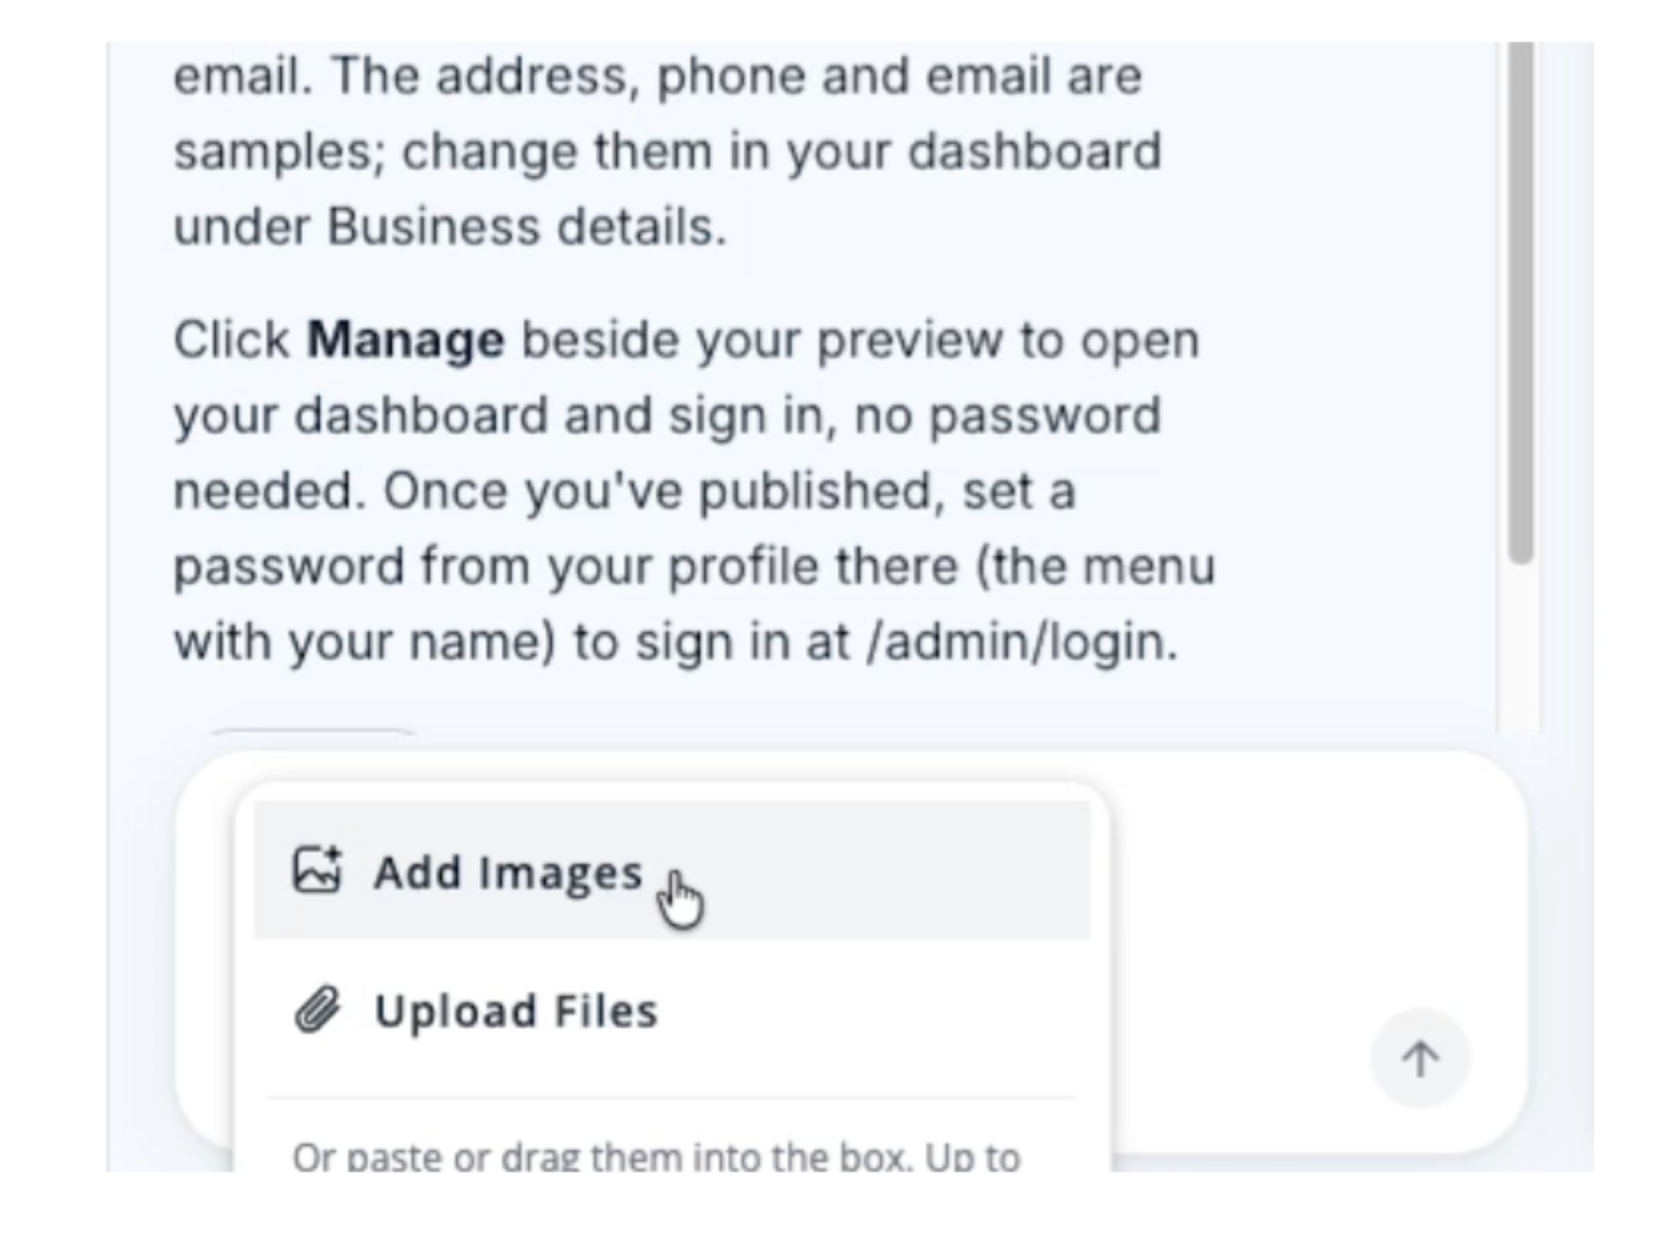 email. The address, phone and email are
samples; change them in your dashboard
under Business details.
Click Manage beside your preview to open
your dashboard and sign in, no password
needed. Once you've published, set a
password from your profile there (the menu
with your name) to sign in at /admin/login.
Add Images
Upload Files
Or paste or drag them into the box. Up to